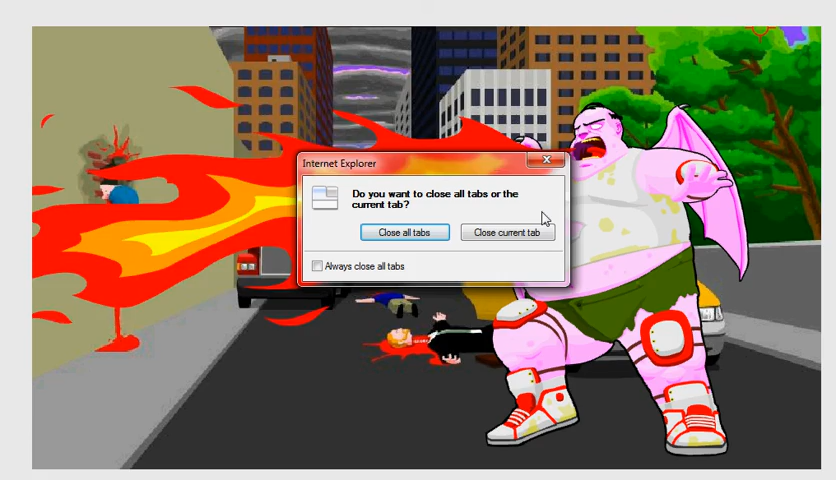 Internet Explorer
Do you want to close all tabs or the
current tab?
Close all tabs
Close current tab
Always close all tabs